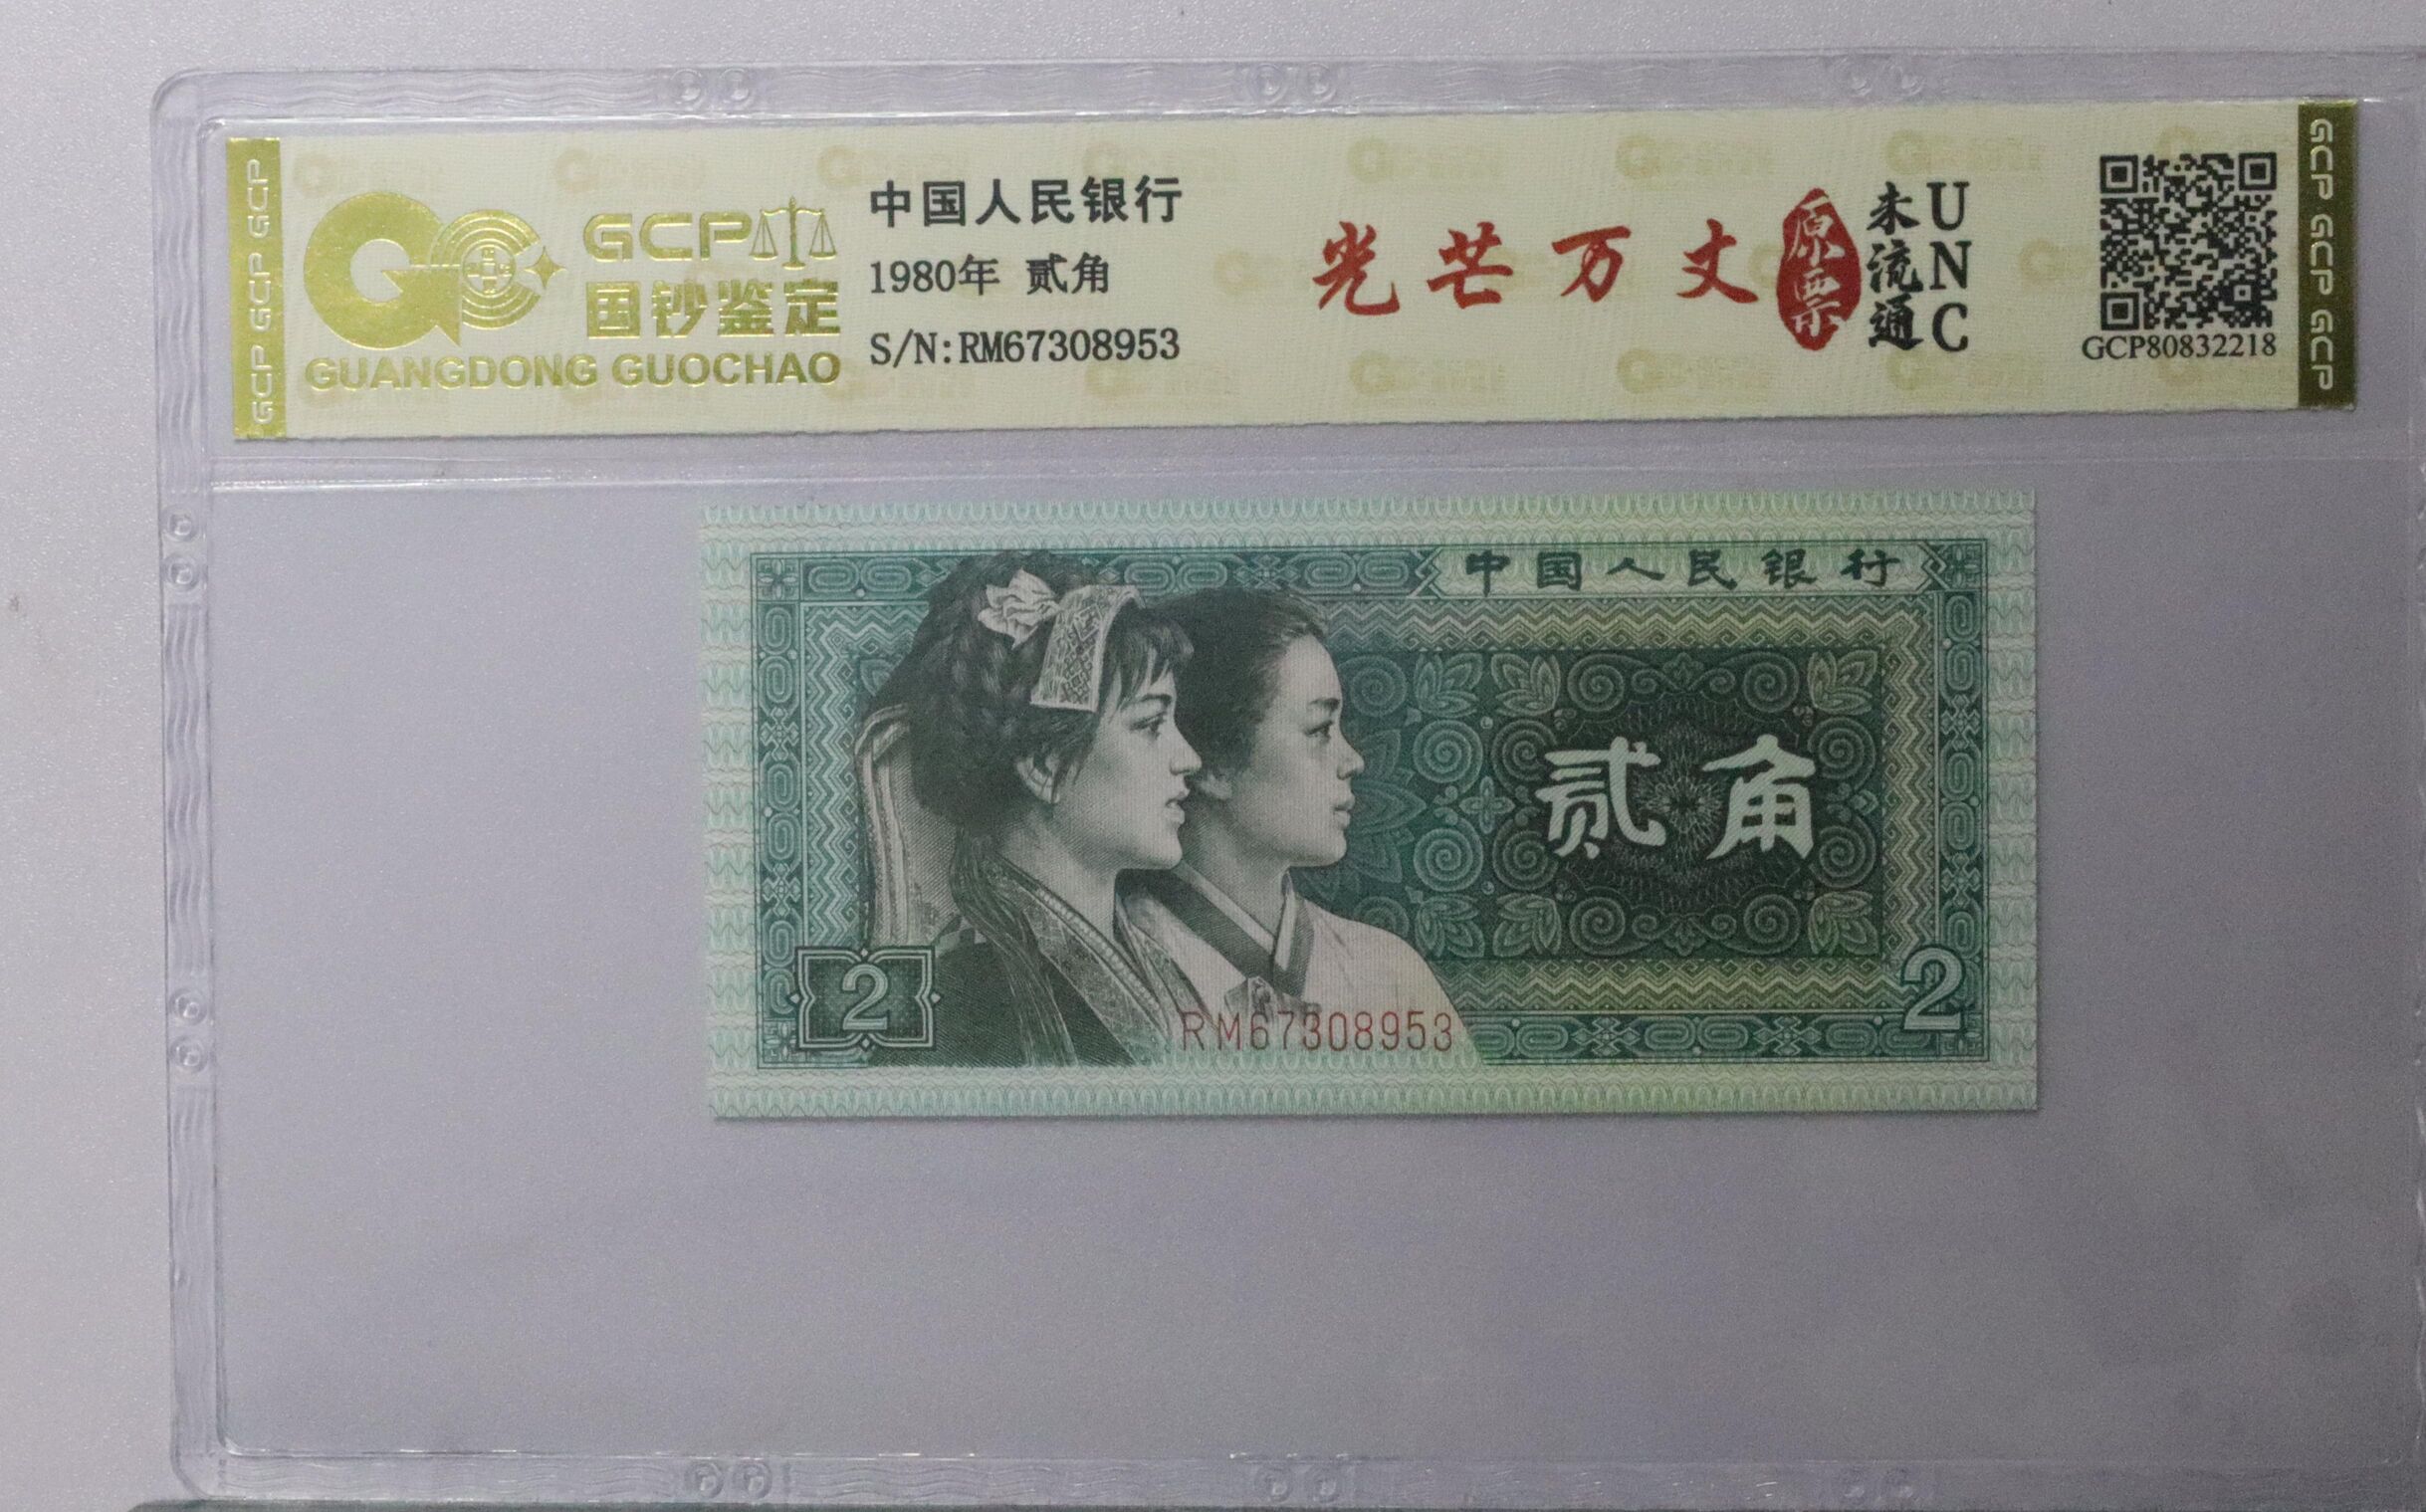 GCP GCP GCP
GCP
国钞鉴定
GUANGDONG GUOCHAO
中国人民银行
1980年 贰角
S/N:RM67308953
光芒万丈
原票
未流通
UNC
GCP80832218
GCP GCP GCP
中国人民银行
贰角
2
2
RM67308953